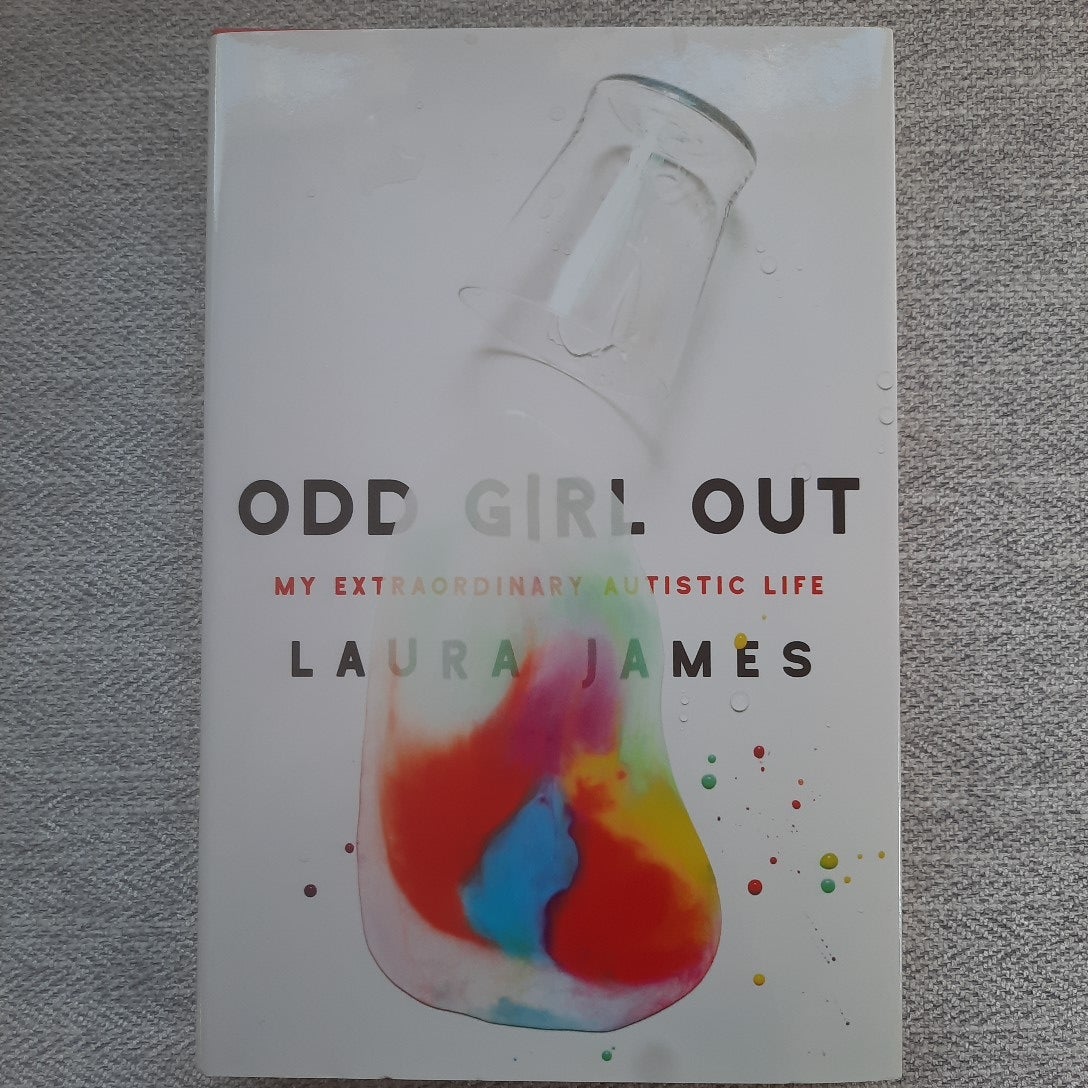 ODD GIRL OUT
MY EXTRAORDINARY AUTISTIC LIFE
LAURA JAMES